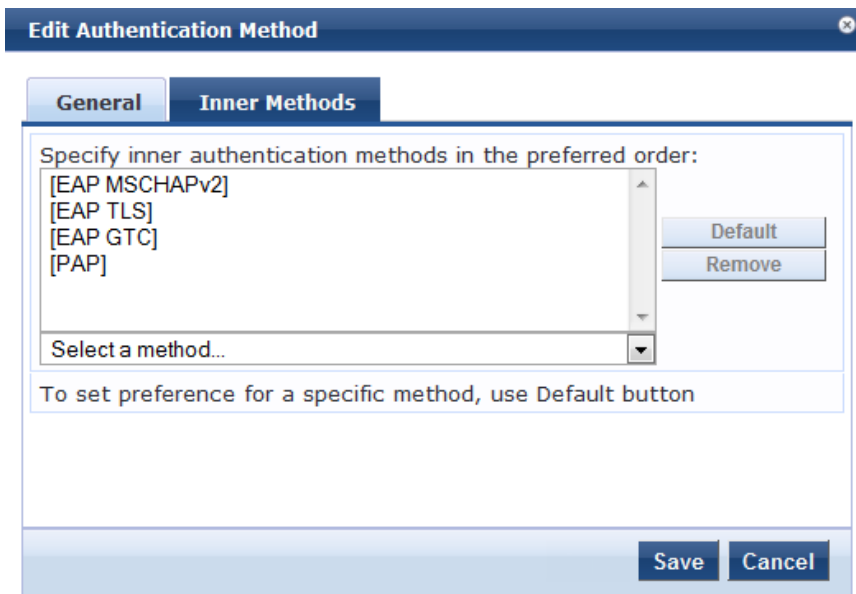 Edit Authentication Method
General Inner Methods
Specify inner authentication methods in the preferred order:
[EAP MSCHAPv2]
[EAP TLS]
[EAP GTC]
[PAP]
Default
Remove
Select a method...
To set preference for a specific method, use Default button
Save Cancel